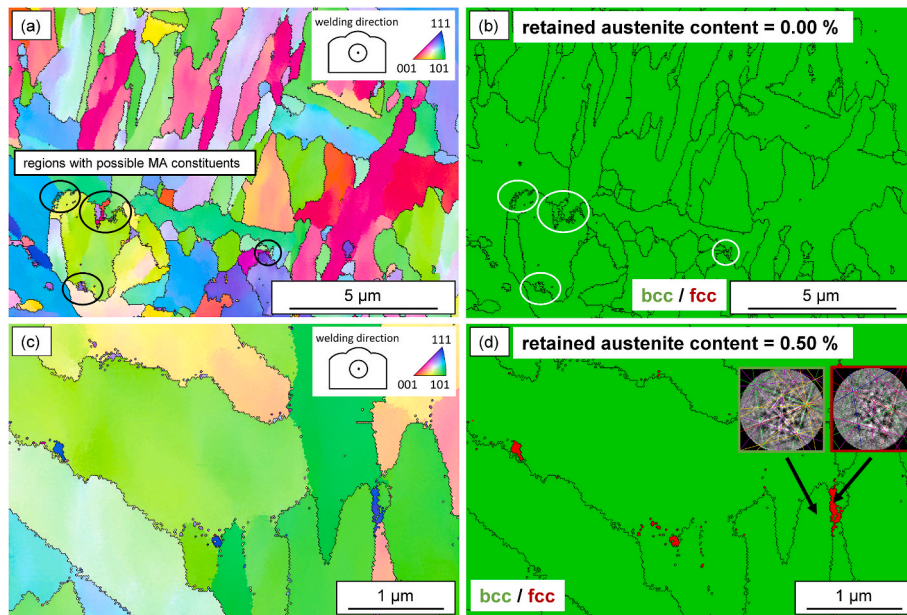 (a)
welding direction
111
001 101
regions with possible MA constituents
5 µm
(b)
retained austenite content = 0.00 %
bcc / fcc
5 µm
(c)
welding direction
111
001 101
1 µm
(d)
retained austenite content = 0.50 %
bcc / fcc
1 µm